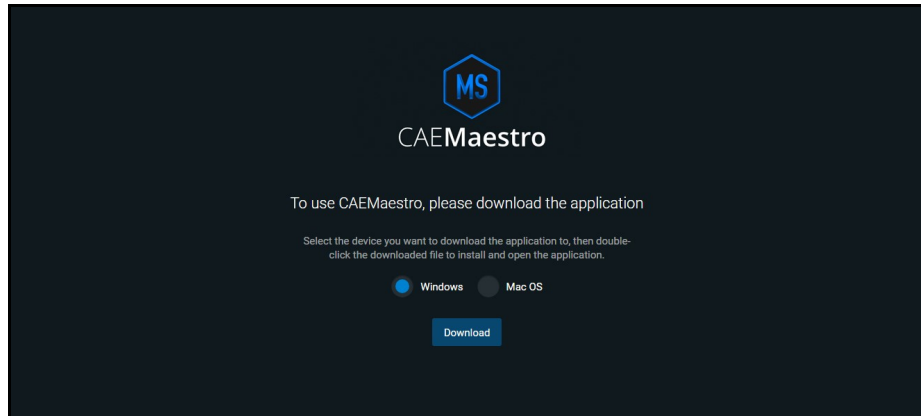 MS
CAEMaestro
To use CAEMaestro, please download the application
Select the device you want to download the application to, then double-
click the downloaded file to install and open the application.
Windows Mac OS
Download